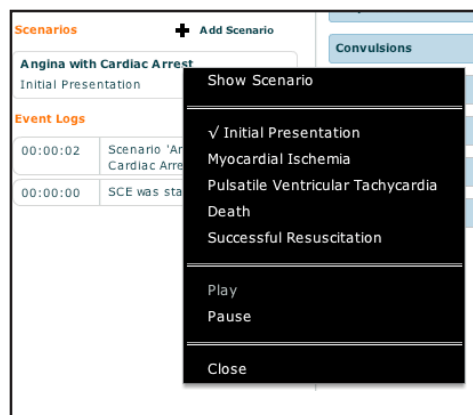 Scenarios
Add Scenario
Convulsions
Angina with Cardiac Arrest
Initial Presentation
Event Logs
00:00:02 Scenario 'An
Cardiac Arre
00:00:00 SCE was sta
Show Scenario
√ Initial Presentation
Myocardial Ischemia
Pulsatile Ventricular Tachycardia
Death
Successful Resuscitation
Play
Pause
Close